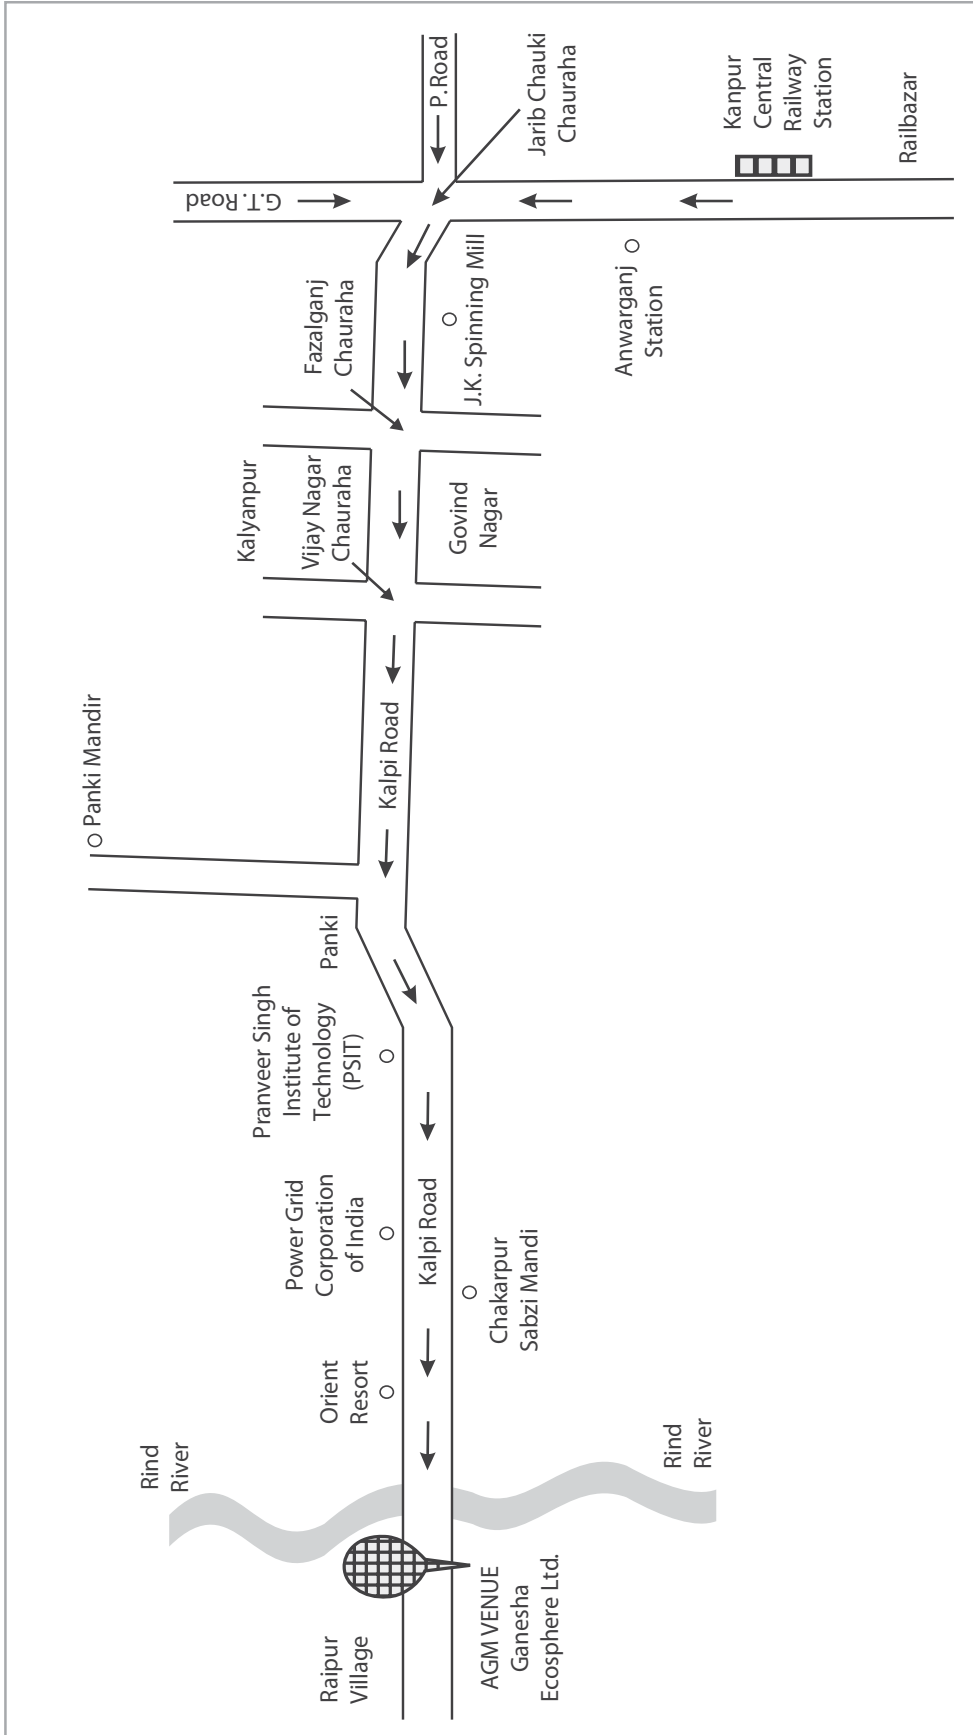 Rind
River
Raipur
Village
AGM VENUE
Ganesha
Ecosphere Ltd.
Rind
River
Orient
Resort
Kalpi Road
Power Grid
Corporation
of India
Chakarpur
Sabzi Mandi
Pranveer Singh
Institute of
Technology
(PSIT)
Panki
Panki Mandir
Kalpi Road
Kalyanpur
Vijay Nagar
Chauraha
Govind
Nagar
Fazalganj
Chauraha
J.K. Spinning Mill
G.T. Road
P. Road
Jarib Chauki
Chauraha
Anwarganj
Station
Kanpur
Central
Railway
Station
Railbazar